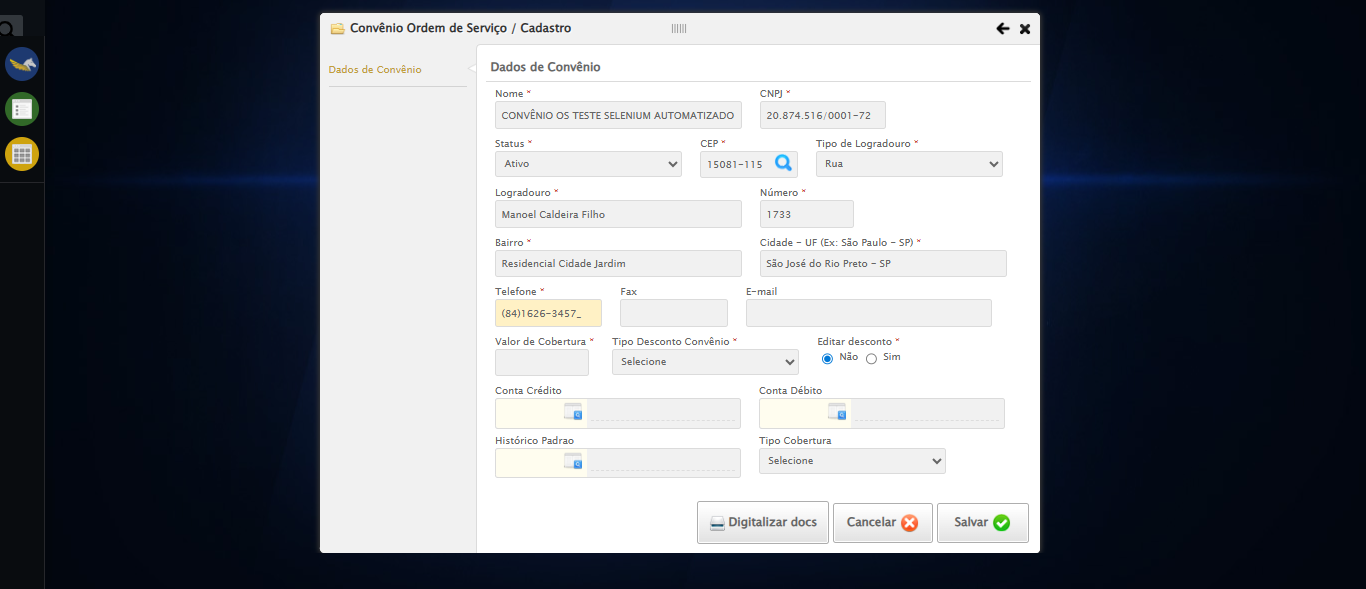 Convênio Ordem de Serviço / Cadastro
Dados de Convênio
Dados de Convênio
Nome * CNPJ *
CONVÊNIO OS TESTE SELENIUM AUTOMATIZADO 20.874.516/0001-72
Status * CEP * Tipo de Logradouro *
Ativo 15081-115 Rua
Logradouro * Número *
Manoel Caldeira Filho 1733
Bairro * Cidade - UF (Ex: São Paulo - SP) *
Residencial Cidade Jardim São José do Rio Preto - SP
Telefone * Fax E-mail
(84)1626-3457_
Valor de Cobertura * Tipo Desconto Convênio * Editar desconto *
Selecione Não Sim
Conta Crédito Conta Débito
Histórico Padrao Tipo Cobertura
Selecione
Digitalizar docs Cancelar Salvar